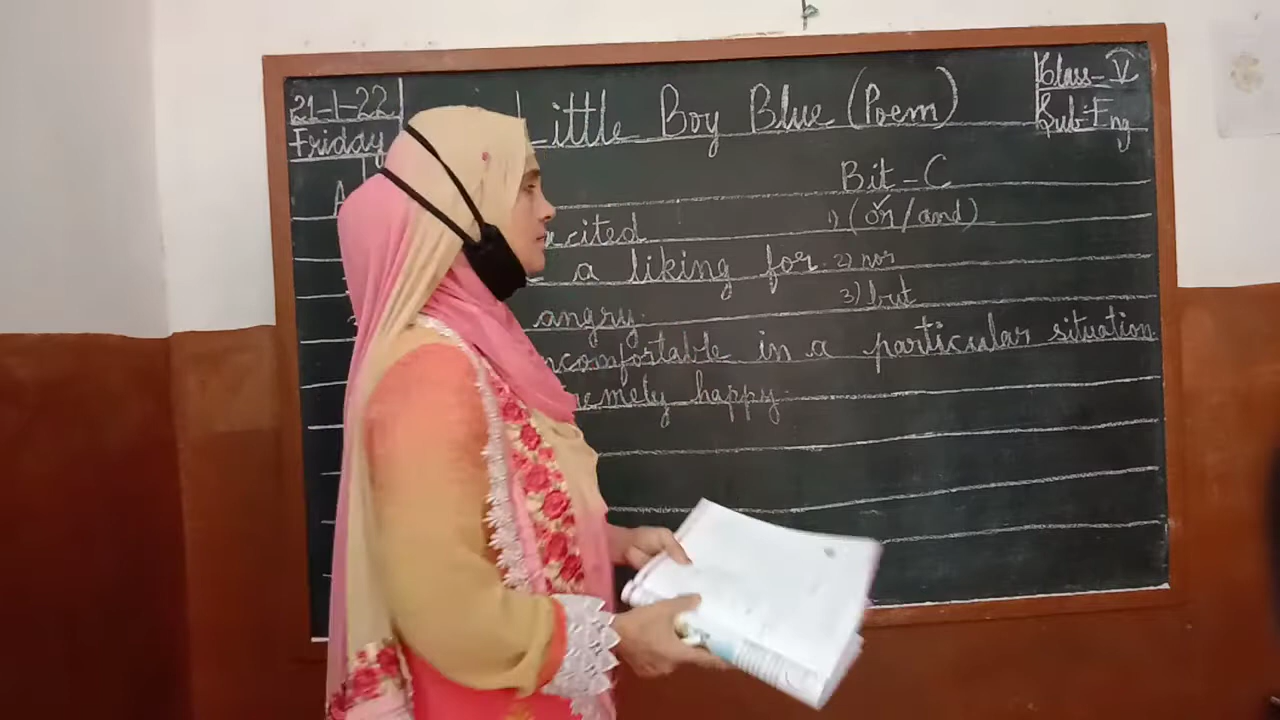 21-1-22
Friday
Little Boy Blue (Poem)
Class-V
Sub:-Eng
A
a liking for.
angry.
in a particular situation
happy.
Bit - C
1) (or/and)
2) nor
3) but